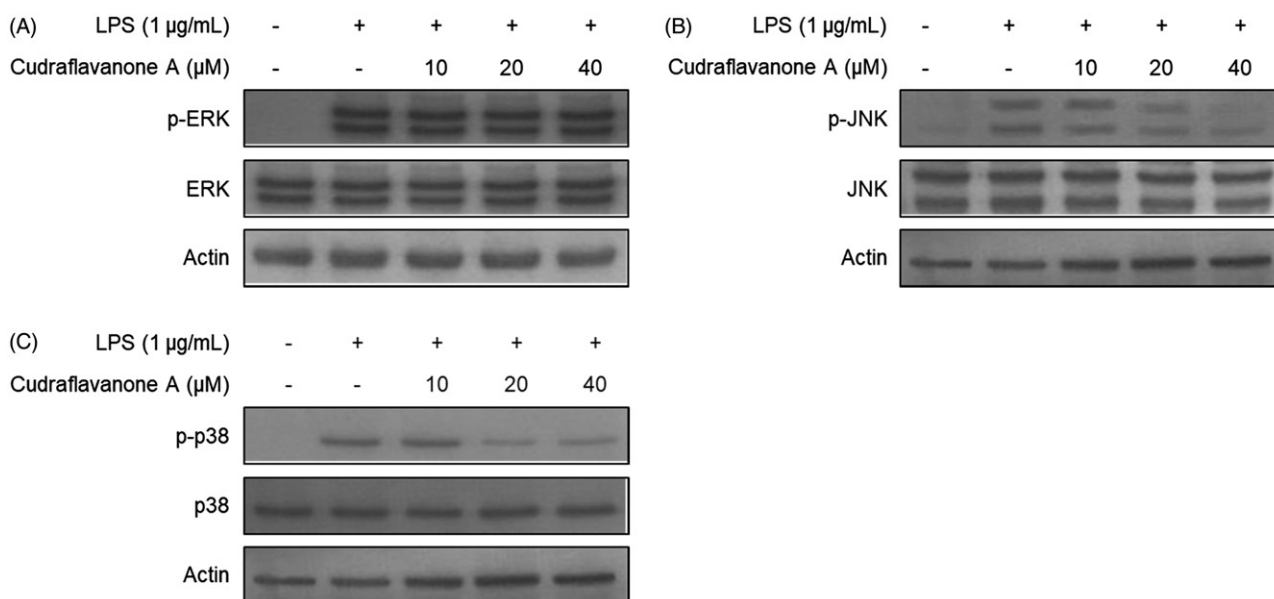 (A) LPS (1 µg/mL) - + + + +
Cudraflavanone A (µM) - - 10 20 40
p-ERK
ERK
Actin
(B) LPS (1 µg/mL) - + + + +
Cudraflavanone A (µM) - - 10 20 40
p-JNK
JNK
Actin
(C) LPS (1 µg/mL) - + + + +
Cudraflavanone A (µM) - - 10 20 40
p-p38
p38
Actin